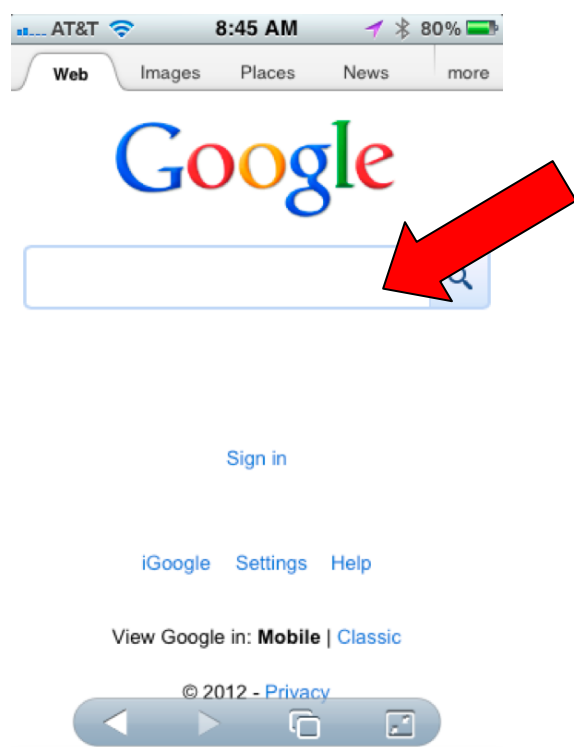 AT&T 8:45 AM 80%
Web Images Places News more
Google
Sign in
iGoogle Settings Help
View Google in: Mobile | Classic
© 2012 - Privacy